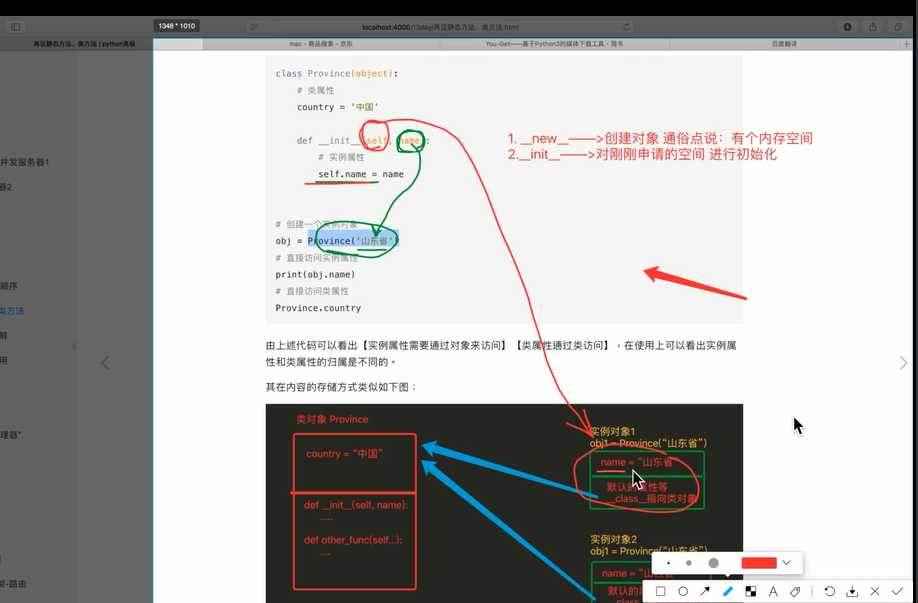 1348 * 1010
localhost:4000/13day/再议静态方法、类方法.html
再议静态方法、类方法 | python高级
mac - 商品搜索 - 京东
You-Get——基于Python3的媒体下载工具 - 简书
百度翻译
class Province(object):
# 类属性
country = '中国'
def __init__(self, name):
# 实例属性
self.name = name
# 创建一个实例对象
obj = Province('山东省')
# 直接访问实例属性
print(obj.name)
# 直接访问类属性
Province.country
1. __new__——>创建对象 通俗点说：有个内存空间
2.__init__——>对刚刚申请的空间 进行初始化
并发服务器1
器2
顺序
类方法
解
用
理器"
架-路由
由上述代码可以看出【实例属性需要通过对象来访问】【类属性通过类访问】，在使用上可以看出实例属
性和类属性的归属是不同的。
其在内容的存储方式类似如下图：
类对象 Province
country = “中国”
def __init__(self, name):
.....
def other_func(self...):
....
实例对象1
obj1 = Province(“山东省”)
name = “山东省”
默认的属性等
__class__指向类对象
实例对象2
obj1 = Province(“山东省”)
name = “山东省
默认的
class
A